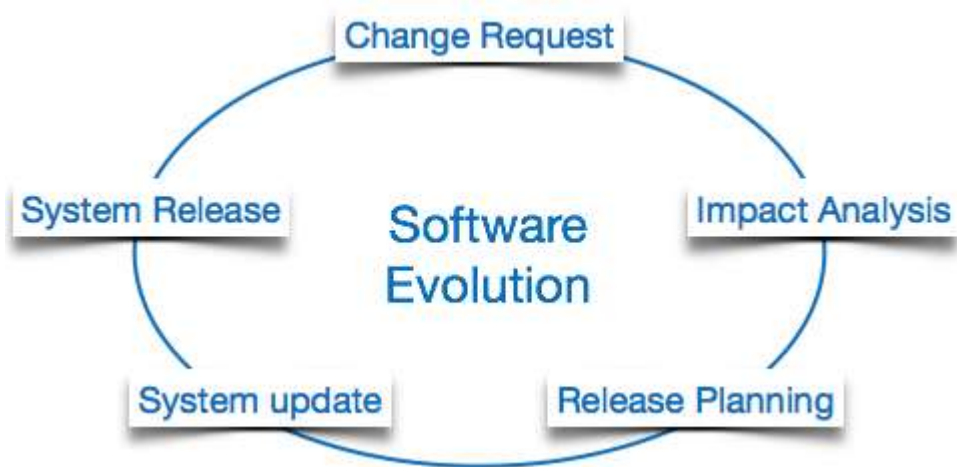 Change Request
System Release
Impact Analysis
Software
Evolution
System update
Release Planning